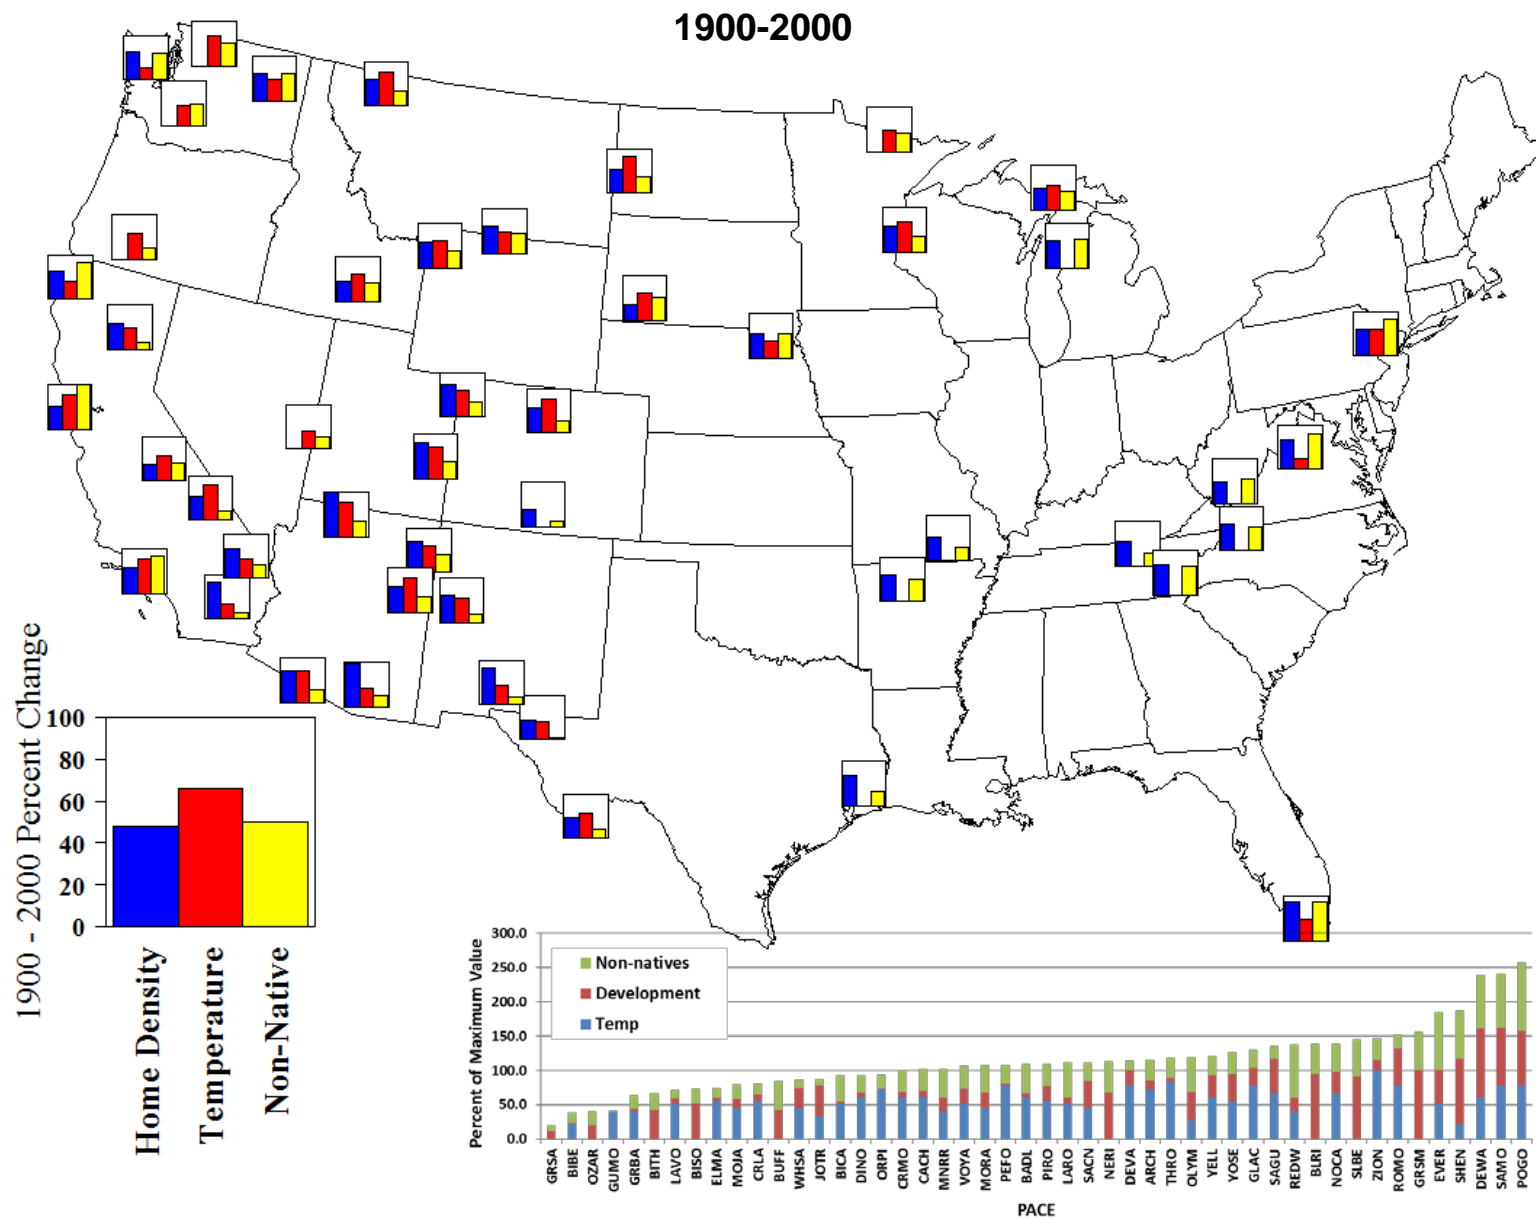 1900-2000
1900 - 2000 Percent Change
100
80
60
40
20
0
Home Density
Temperature
Non-Native
Percent of Maximum Value
300.0
250.0
200.0
150.0
100.0
50.0
0.0
Non-natives
Development
Temp
GRSA
BIBE
OZAR
GUMO
GRBA
BITH
LAVO
BISO
ELMA
MOJA
CRLA
BUFF
WHSA
JOTR
BICA
DINO
ORPI
CRMO
CACH
MNRR
VOYA
MORA
PEFO
BADL
PIRO
LARO
SACN
NERI
DEVA
ARCH
THRO
OLYM
YELL
YOSE
GLAC
SAGU
REDW
BLRI
NOCA
SLBE
ZION
ROMO
GRSM
EVER
SHEN
DEWA
SAMO
POGO
PACE